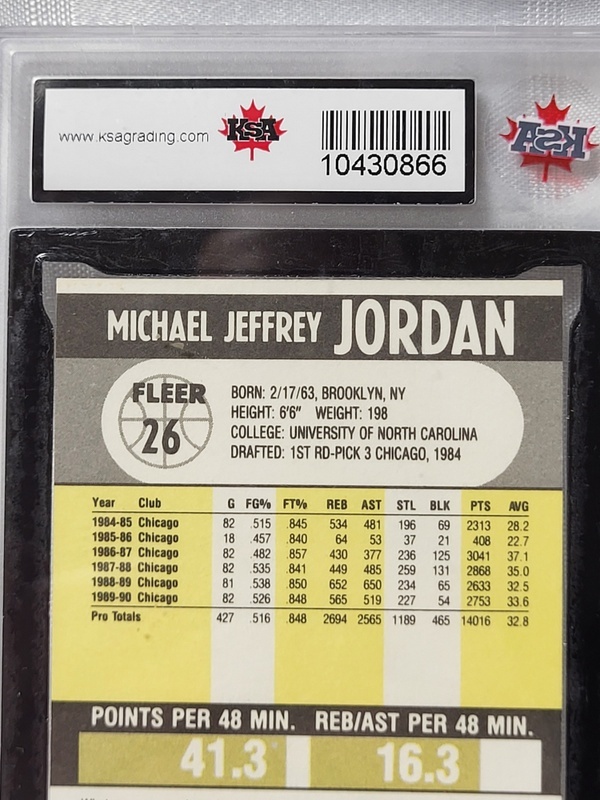 www.ksagrading.com KSA
10430866
KSA
MICHAEL JEFFREY JORDAN
FLEER
26
BORN: 2/17/63, BROOKLYN, NY
HEIGHT: 6'6" WEIGHT: 198
COLLEGE: UNIVERSITY OF NORTH CAROLINA
DRAFTED: 1ST RD-PICK 3 CHICAGO, 1984
Year Club G FG% FT% REB AST STL BLK PTS AVG
1984-85 Chicago 82 .515 .845 534 481 196 69 2313 28.2
1985-86 Chicago 18 .457 .840 64 53 37 21 408 22.7
1986-87 Chicago 82 .482 .857 430 377 236 125 3041 37.1
1987-88 Chicago 82 .535 .841 449 485 259 131 2868 35.0
1988-89 Chicago 81 .538 .850 652 650 234 65 2633 32.5
1989-90 Chicago 82 .526 .848 565 519 227 54 2753 33.6
Pro Totals 427 .516 .848 2694 2565 1189 465 14016 32.8
POINTS PER 48 MIN. REB/AST PER 48 MIN.
41.3 16.3